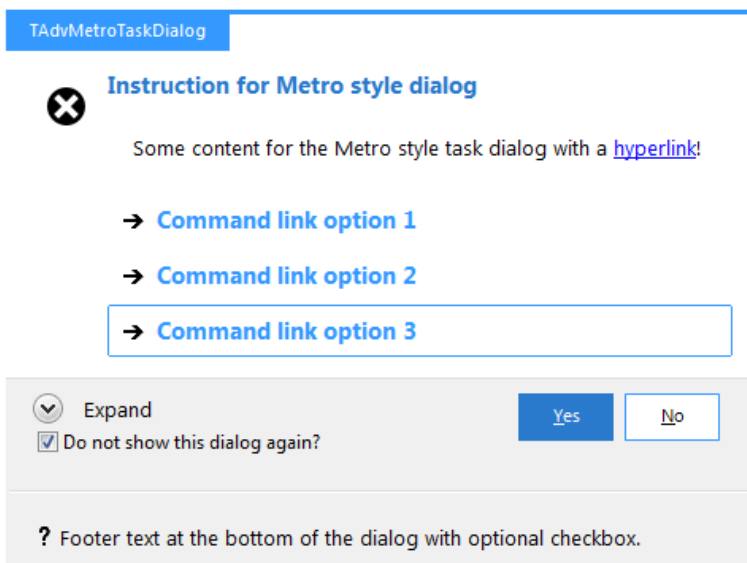 TAdvMetroTaskDialog
Instruction for Metro style dialog
Some content for the Metro style task dialog with a hyperlink!
Command link option 1
Command link option 2
Command link option 3
Expand
Yes
No
Do not show this dialog again?
? Footer text at the bottom of the dialog with optional checkbox.